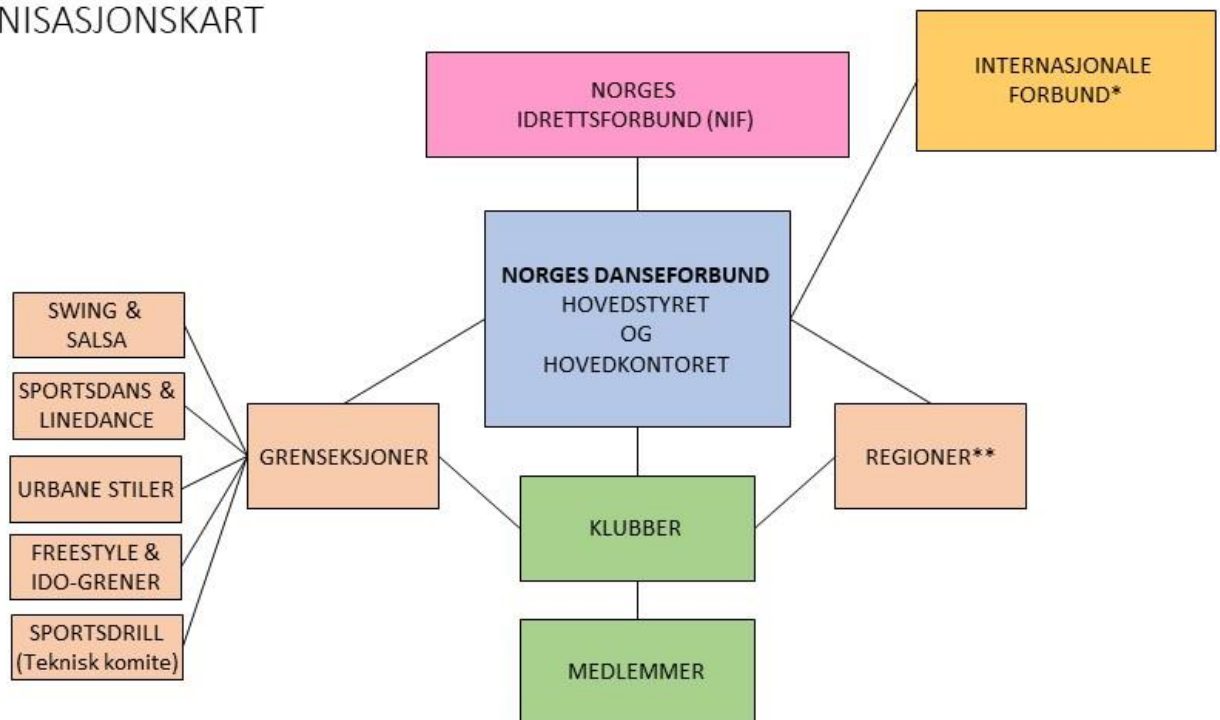 NISASJONSKART
INTERNASJONALE
FORBUND*
NORGES
IDRETTSFORBUND (NIF)
NORGES DANSEFORBUND
HOVEDSTYRET
OG
HOVEDKONTORET
SWING &
SALSA
SPORTSDANS &
LINEDANCE
URBANE STILER
FREESTYLE &
IDO-GRENER
SPORTSDRILL
(Teknisk komite)
GRENSEKSJONER
REGIONER**
KLUBBER
MEDLEMMER